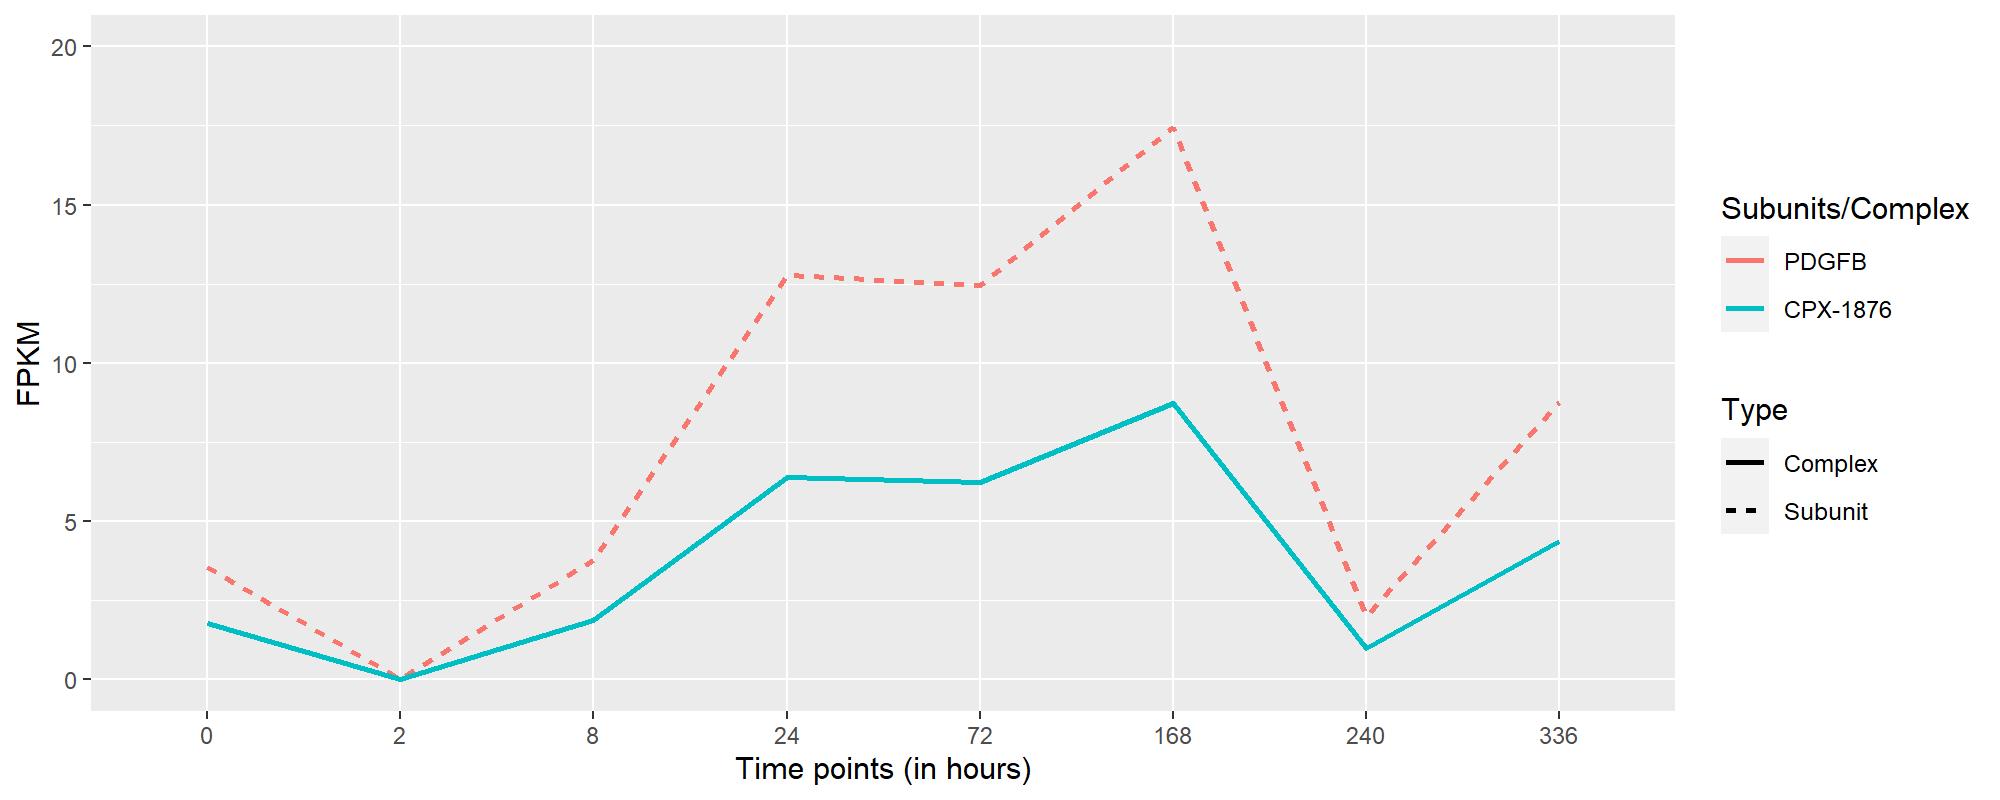 FPKM
20
15
10
5
0
0 2 8 24 72 168 240 336
Time points (in hours)
Subunits/Complex
PDGFB
CPX-1876
Type
Complex
Subunit